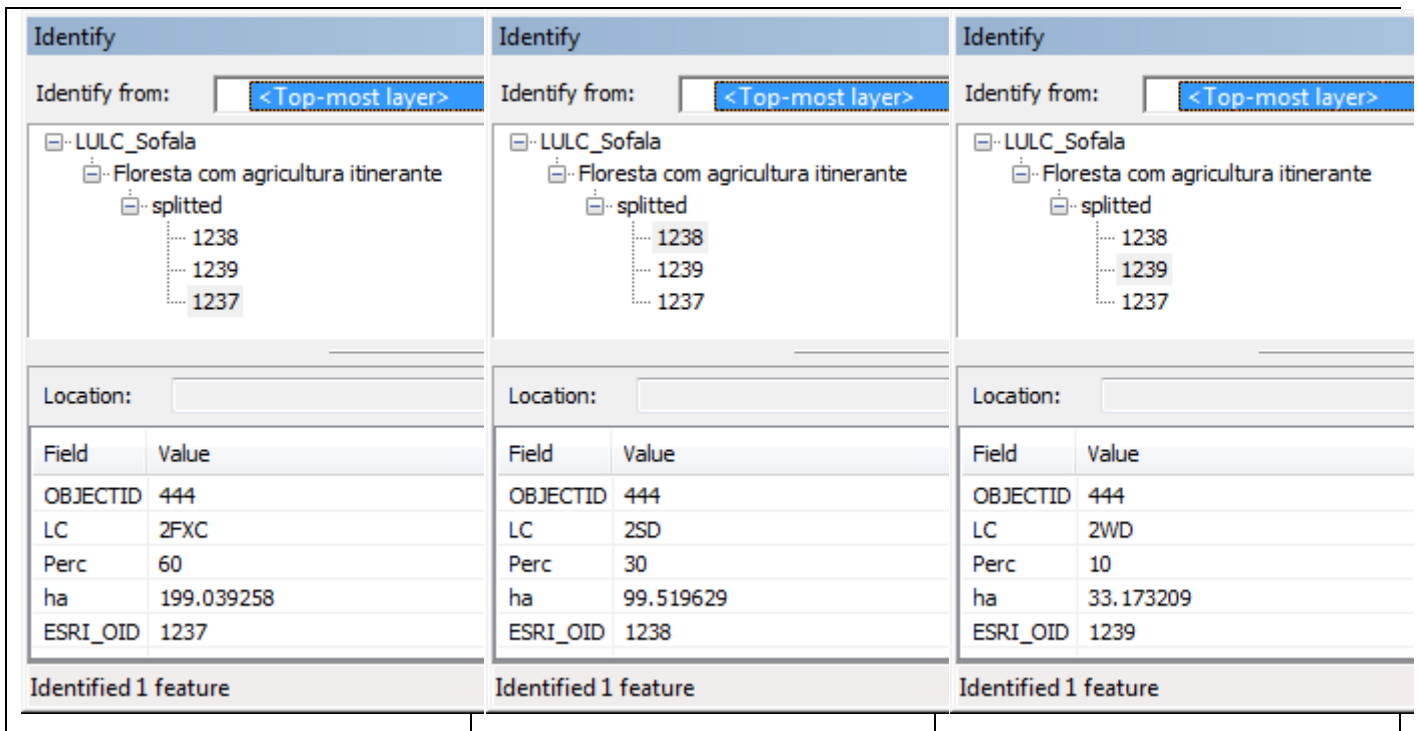 Identify
Identify from: <Top-most layer>
LULC_Sofala
Floresta com agricultura itinerante
splitted
1238
1239
1237
Location:
Field Value
OBJECTID 444
LC 2FXC
Perc 60
ha 199.039258
ESRI_OID 1237
Identified 1 feature
Identify
Identify from: <Top-most layer>
LULC_Sofala
Floresta com agricultura itinerante
splitted
1238
1239
1237
Location:
Field Value
OBJECTID 444
LC 2SD
Perc 30
ha 99.519629
ESRI_OID 1238
Identified 1 feature
Identify
Identify from: <Top-most layer>
LULC_Sofala
Floresta com agricultura itinerante
splitted
1238
1239
1237
Location:
Field Value
OBJECTID 444
LC 2WD
Perc 10
ha 33.173209
ESRI_OID 1239
Identified 1 feature